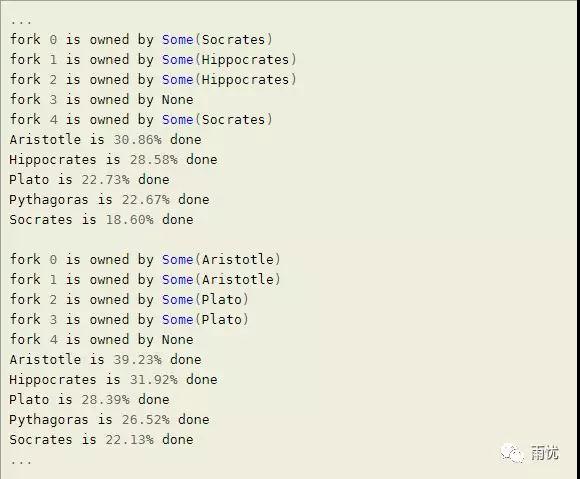 ...
fork 0 is owned by Some(Socrates)
fork 1 is owned by Some(Hippocrates)
fork 2 is owned by Some(Hippocrates)
fork 3 is owned by None
fork 4 is owned by Some(Socrates)
Aristotle is 30.86% done
Hippocrates is 28.58% done
Plato is 22.73% done
Pythagoras is 22.67% done
Socrates is 18.60% done
fork 0 is owned by Some(Aristotle)
fork 1 is owned by Some(Aristotle)
fork 2 is owned by Some(Plato)
fork 3 is owned by Some(Plato)
fork 4 is owned by None
Aristotle is 39.23% done
Hippocrates is 31.92% done
Plato is 28.39% done
Pythagoras is 26.52% done
Socrates is 22.13% done
...
雨优